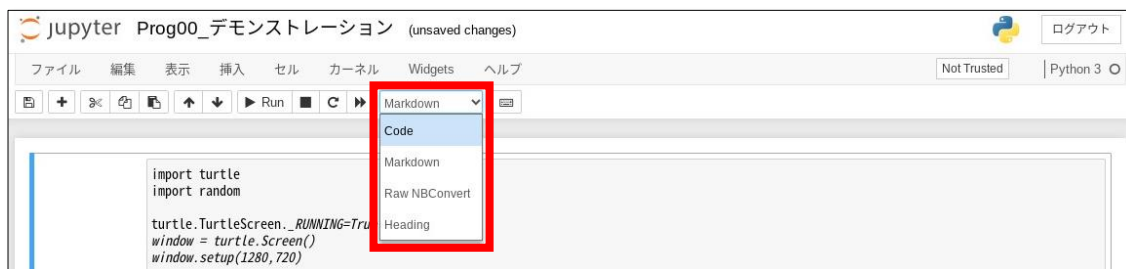 jupyter Prog00_デモンストレーション (unsaved changes) ログアウト
ファイル 編集 表示 挿入 セル カーネル Widgets ヘルプ Not Trusted Python 3
Run Markdown
Code
Markdown
Raw NBConvert
Heading
import turtle
import random
turtle.TurtleScreen._RUNNING=Tru
window = turtle.Screen()
window.setup(1280,720)